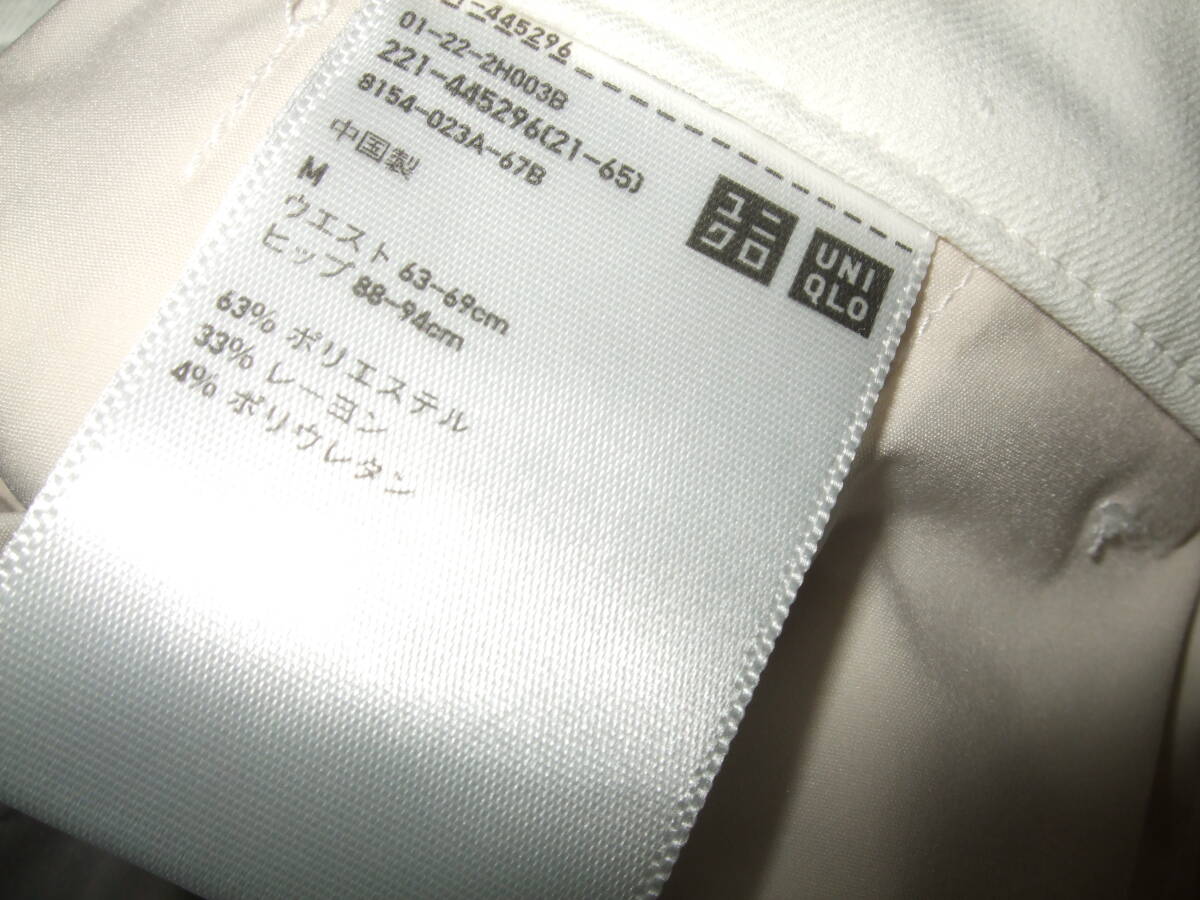 445296
01-22-2H003B
221-445296(21-65)
8154-023A-67B
中国製
M
ウエスト 63-69cm
ヒップ 88-94cm
63% ポリエステル
33% レーヨン
4% ポリウレタン
ユニ
クロ
UNI
QLO